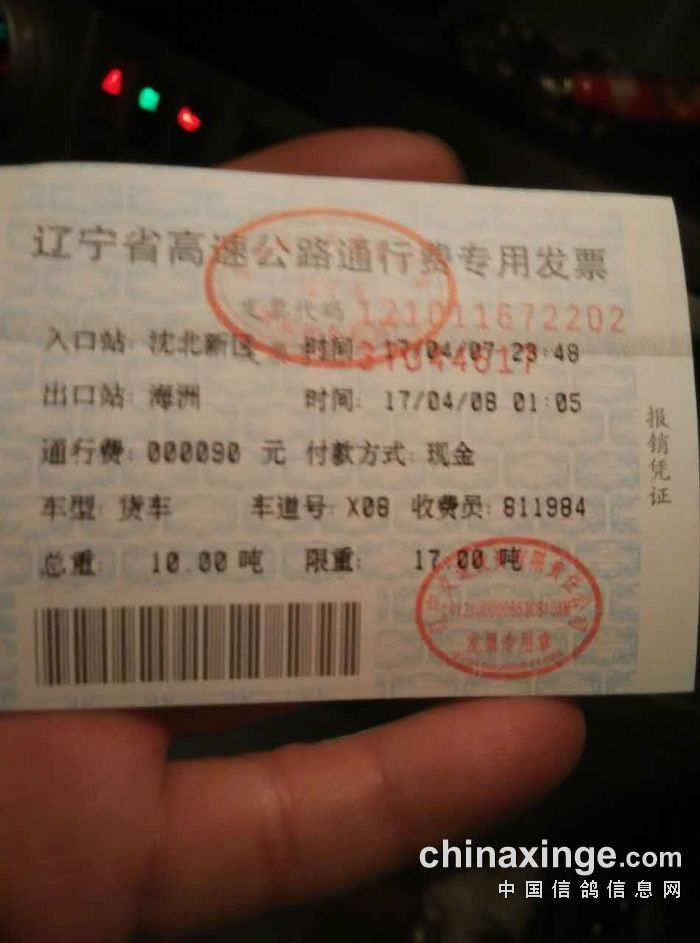 辽宁省高速公路通行费专用发票
发票代码 121011672202
入口站: 沈北新区 时间: 17/04/07 23:48
出口站: 海洲 时间: 17/04/08 01:05
通行费: 000090 元 付款方式: 现金
车型: 货车 车道号: X08 收费员: 811984
总重: 10.00 吨 限重: 17.00 吨
报销凭证
发票专用章
chinaxinge.com
中国信鸽信息网